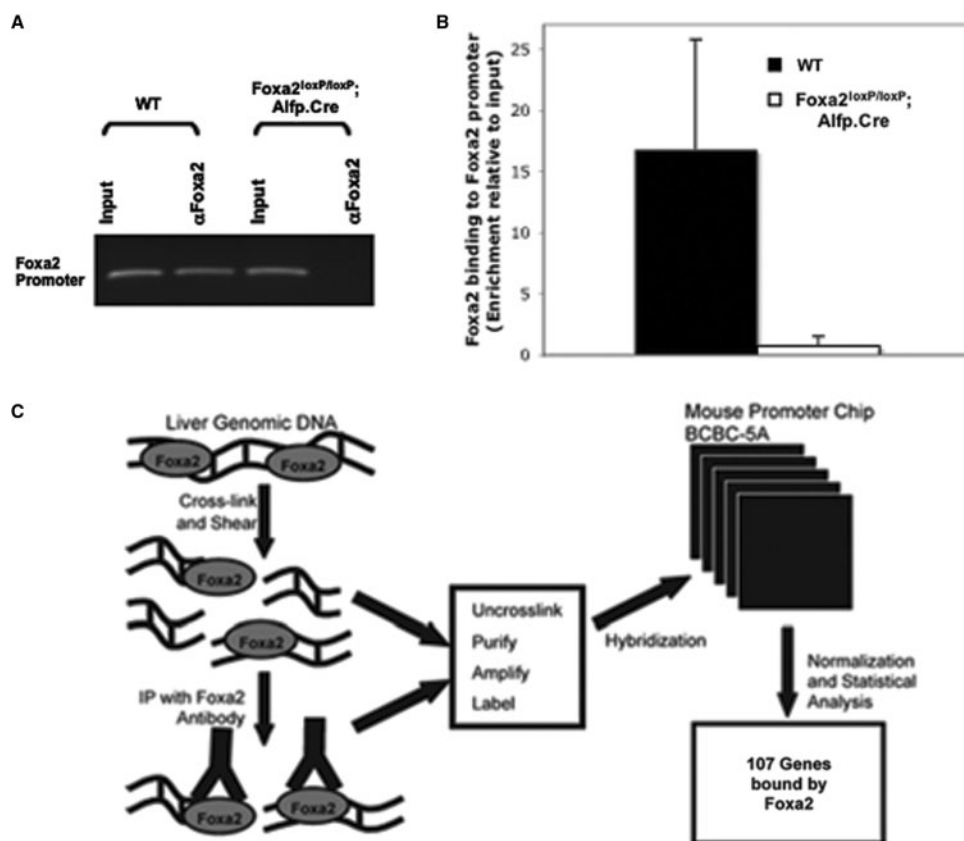 A
WT
Foxa2loxP/loxP;
Alfp.Cre
Input
αFoxa2
Input
αFoxa2
Foxa2
Promoter
B
Foxa2 binding to Foxa2 promoter
(Enrichment relative to input)
25
20
15
10
5
0
WT
Foxa2loxP/loxP;
Alfp.Cre
C
Liver Genomic DNA
Foxa2
Foxa2
Cross-link
and Shear
Foxa2
Foxa2
IP with Foxa2
Antibody
Foxa2
Foxa2
Uncrosslink
Purify
Amplify
Label
Hybridization
Mouse Promoter Chip
BCBC-5A
Normalization
and Statistical
Analysis
107 Genes
bound by
Foxa2